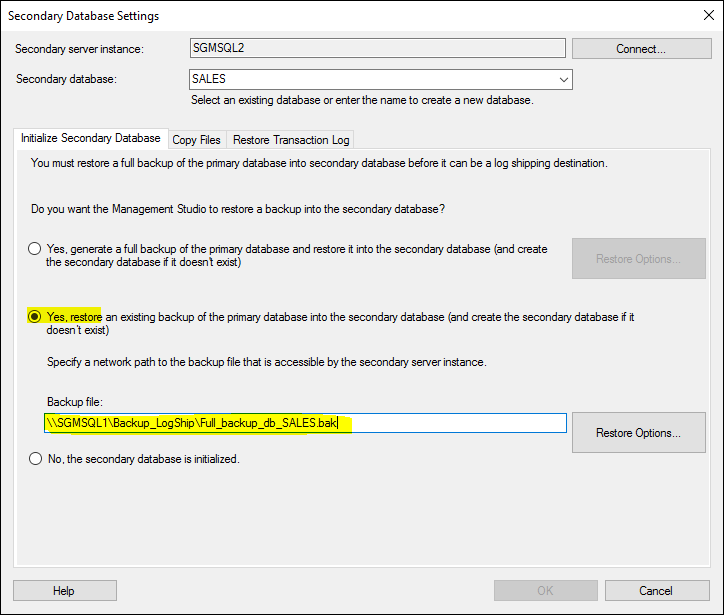 Secondary Database Settings
Secondary server instance:
SGMSQL2
Connect...
Secondary database:
SALES
Select an existing database or enter the name to create a new database.
Initialize Secondary Database
Copy Files
Restore Transaction Log
You must restore a full backup of the primary database into secondary database before it can be a log shipping destination.
Do you want the Management Studio to restore a backup into the secondary database?
Yes, generate a full backup of the primary database and restore it into the secondary database (and create
the secondary database if it doesn't exist)
Restore Options...
Yes, restore an existing backup of the primary database into the secondary database (and create the secondary database if it
doesn't exist)
Specify a network path to the backup file that is accessible by the secondary server instance.
Backup file:
\\SGMSQL1\Backup_LogShip\Full_backup_db_SALES.bak
Restore Options...
No, the secondary database is initialized.
Help
OK
Cancel